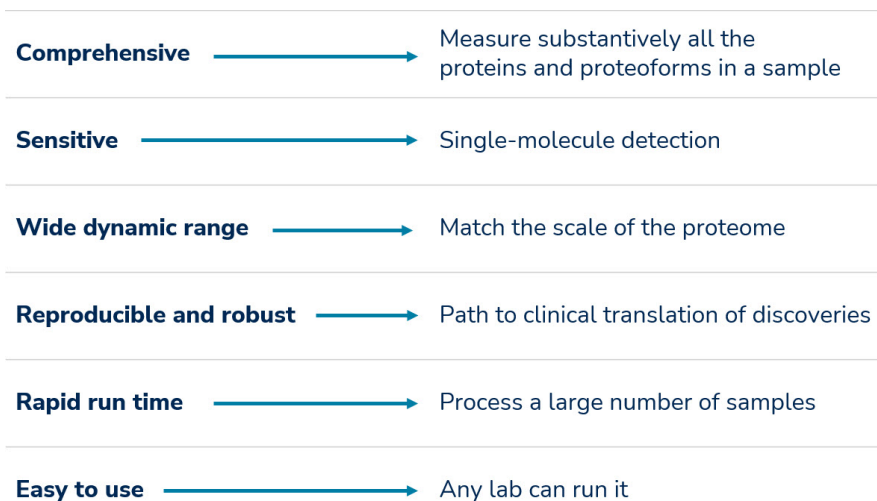 Comprehensive
Measure substantively all the
proteins and proteoforms in a sample
Sensitive
Single-molecule detection
Wide dynamic range
Match the scale of the proteome
Reproducible and robust
Path to clinical translation of discoveries
Rapid run time
Process a large number of samples
Easy to use
Any lab can run it